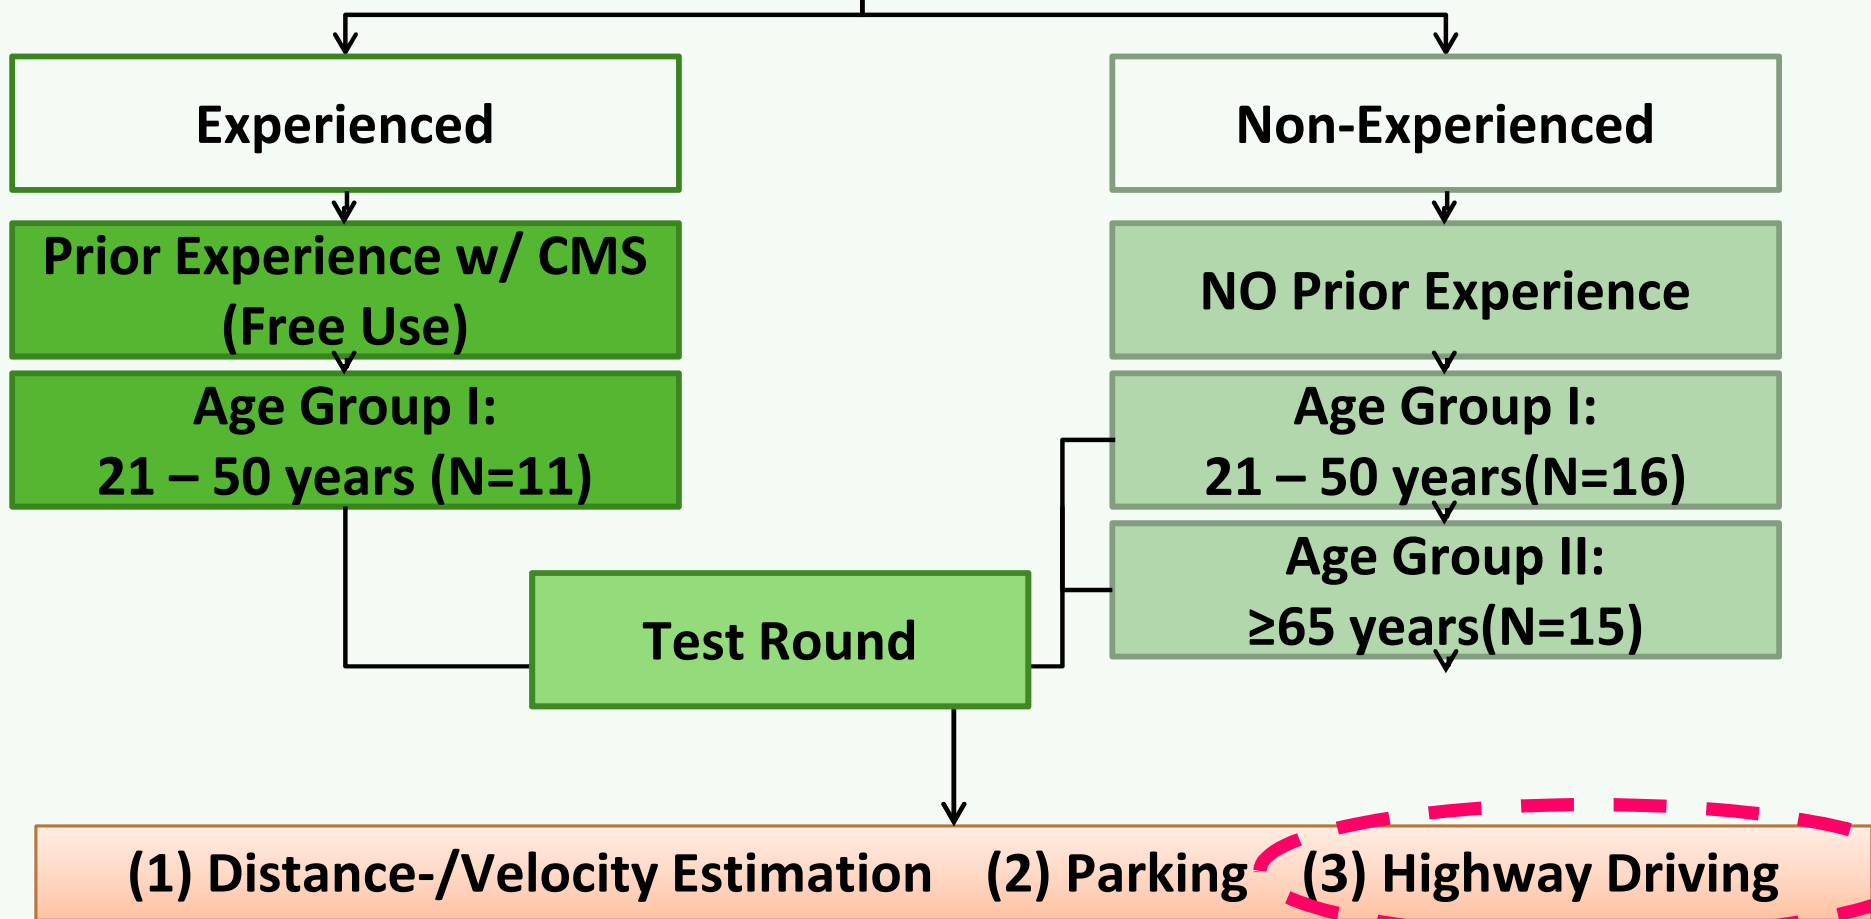 Experienced
Non-Experienced
Prior Experience w/ CMS
(Free Use)
NO Prior Experience
Age Group I:
21 – 50 years (N=11)
Age Group I:
21 – 50 years(N=16)
Age Group II:
≥65 years(N=15)
Test Round
(1) Distance-/Velocity Estimation (2) Parking (3) Highway Driving